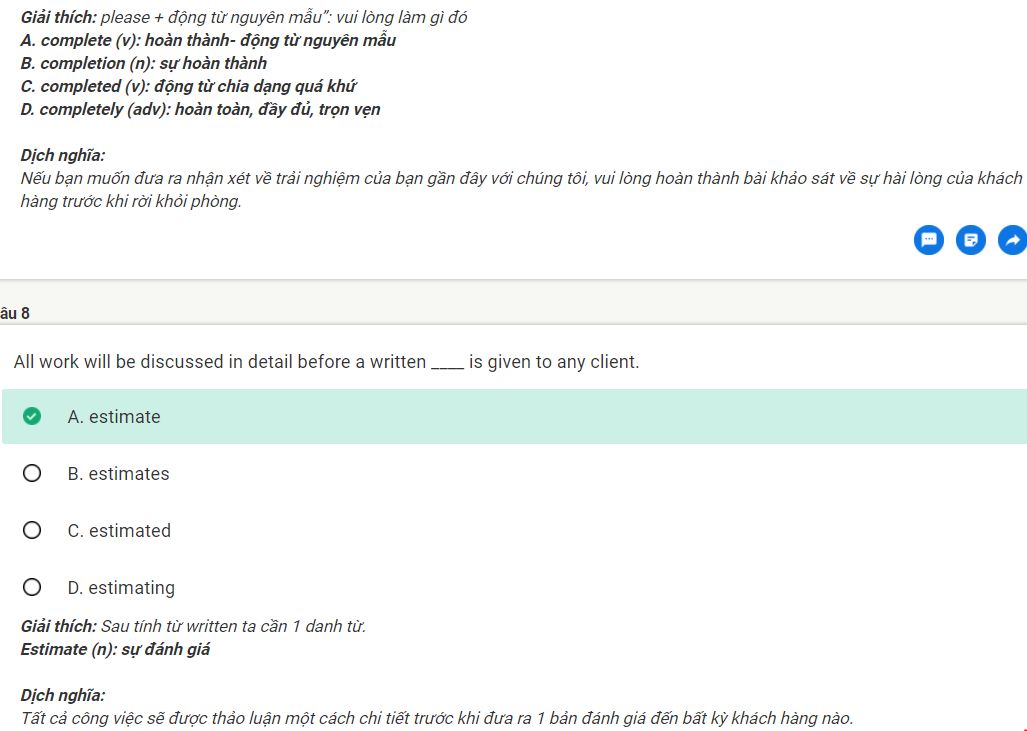 Giải thích: please + động từ nguyên mẫu”: vui lòng làm gì đó
A. complete (v): hoàn thành- động từ nguyên mẫu
B. completion (n): sự hoàn thành
C. completed (v): động từ chia dạng quá khứ
D. completely (adv): hoàn toàn, đầy đủ, trọn vẹn
Dịch nghĩa:
Nếu bạn muốn đưa ra nhận xét về trải nghiệm của bạn gần đây với chúng tôi, vui lòng hoàn thành bài khảo sát về sự hài lòng của khách
hàng trước khi rời khỏi phòng.
âu 8
All work will be discussed in detail before a written ____ is given to any client.
A. estimate
B. estimates
C. estimated
D. estimating
Giải thích: Sau tính từ written ta cần 1 danh từ.
Estimate (n): sự đánh giá
Dịch nghĩa:
Tất cả công việc sẽ được thảo luận một cách chi tiết trước khi đưa ra 1 bản đánh giá đến bất kỳ khách hàng nào.